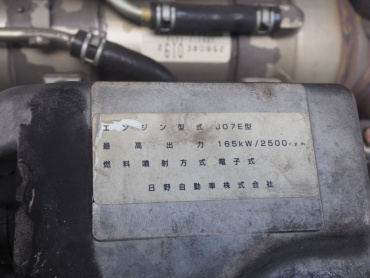 エンジン型式 J07E型
最高出力 165kW/2500rpm
燃料噴射方式 電子式
日野自動車株式会社